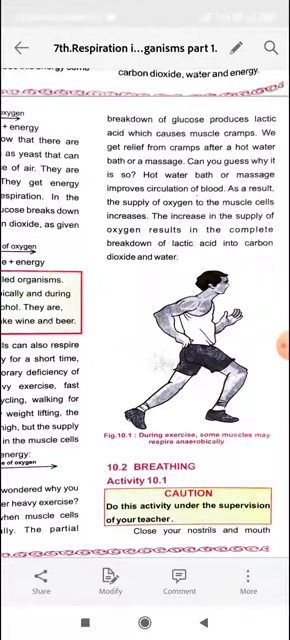 7th.Respiration i...ganisms part 1.
carbon dioxide, water and energy.
oxygen
+ energy
ow that there are
as yeast that can
e of air. They are
They get energy
espiration. In the
ucose breaks down
n dioxide, as given
of oxygen
e + energy
led organisms.
ically and during
ohol. They are,
ke wine and beer.
lls can also respire
y for a short time,
orary deficiency of
vy exercise, fast
ycling, walking for
weight lifting, the
high, but the supply
in the muscle cells
energy:
e of oxygen
wondered why you
er heavy exercise?
when muscle cells
ally. The partial
breakdown of glucose produces lactic
acid which causes muscle cramps. We
get relief from cramps after a hot water
bath or a massage. Can you guess why it
is so? Hot water bath or massage
improves circulation of blood. As a result,
the supply of oxygen to the muscle cells
increases. The increase in the supply of
oxygen results in the complete
breakdown of lactic acid into carbon
dioxide and water.
Fig.10.1 : During exercise, some muscles may
respire anaerobically
10.2 BREATHING
Activity 10.1
CAUTION
Do this activity under the supervision
of your teacher.
Close your nostrils and mouth
Share
Modify
Comment
More